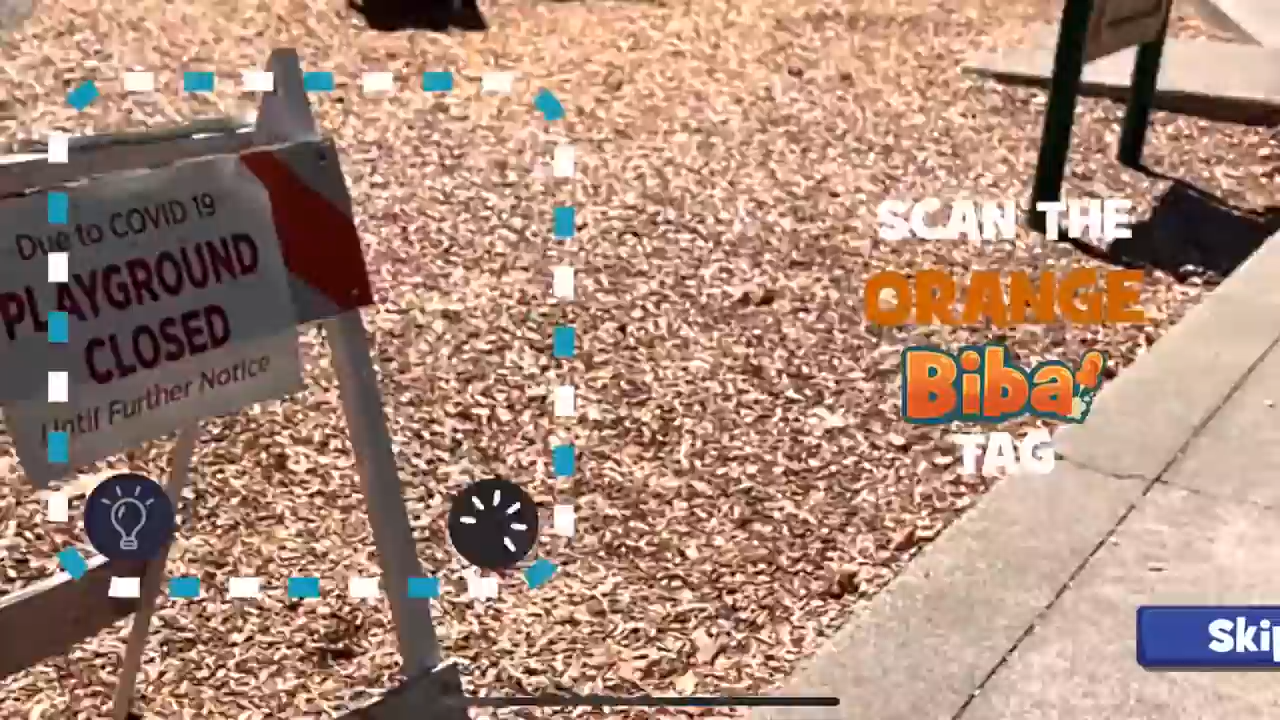 Due to COVID 19
PLAYGROUND
CLOSED
Until Further Notice
SCAN THE
ORANGE
Biba
TAG
Skip